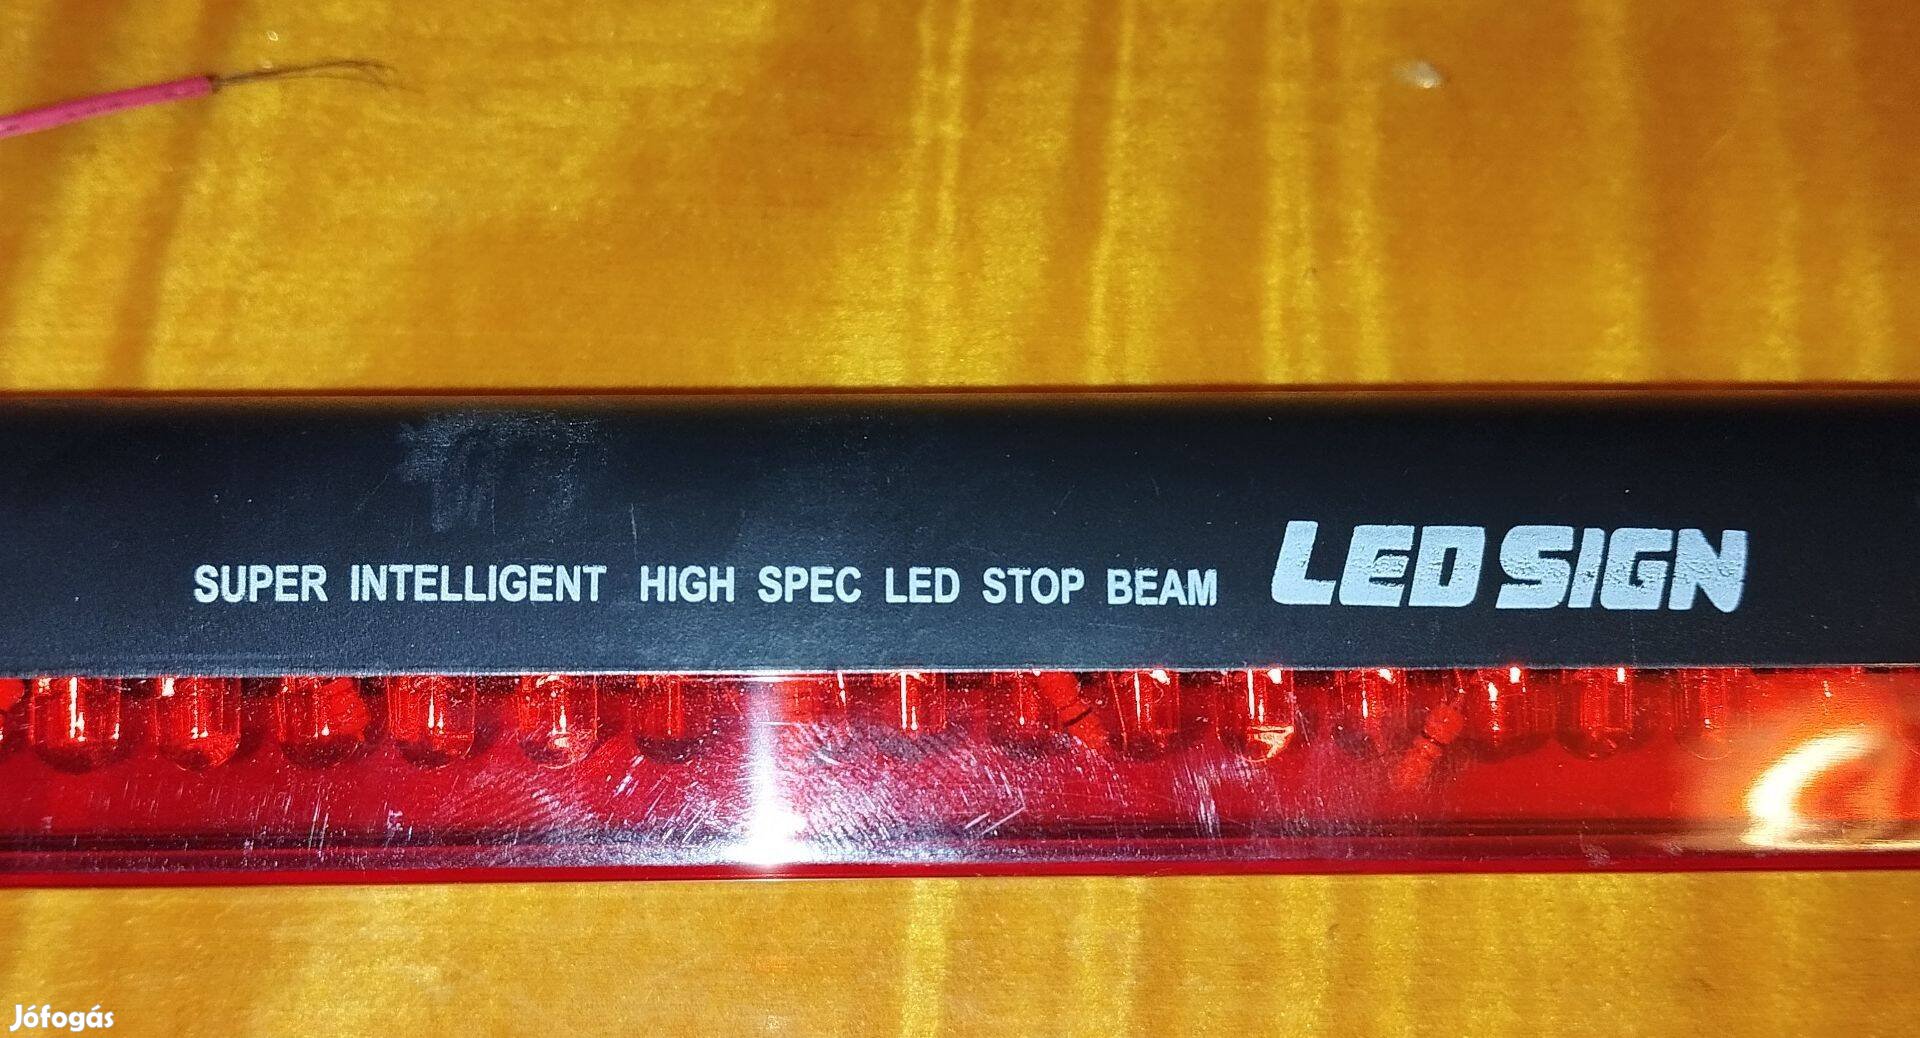 SUPER INTELLIGENT HIGH SPEC LED STOP BEAM LED SIGN
Jófogás